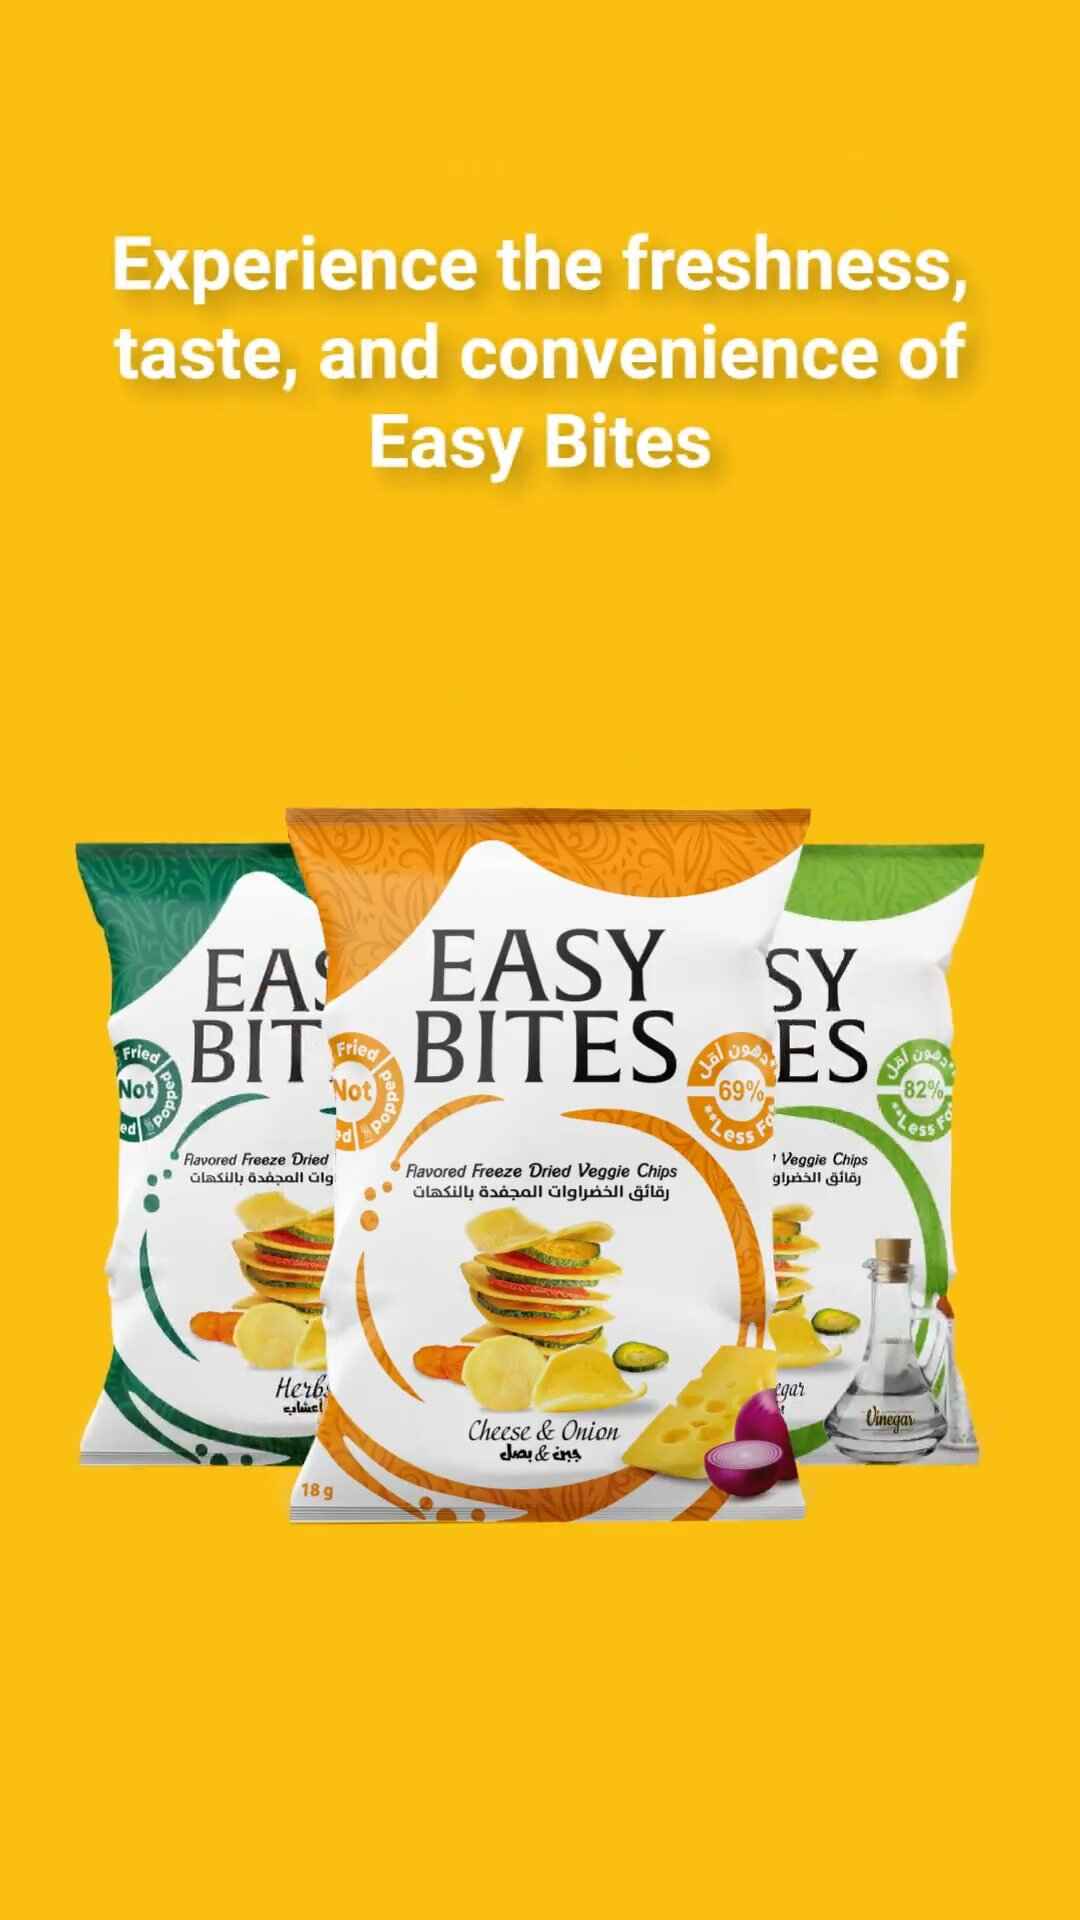 Experience the freshness,
taste, and convenience of
Easy Bites
EAS
BIT
Fried
Not
ed
popped
Flavored Freeze Dried
وات المجفدة بالنكهات
Herbs
أعشاب
EASY
BITES
Fried
Not
ed
popped
دهون أقل
69%
**Less Fa
Flavored Freeze Dried Veggie Chips
رقائق الخضراوات المجفدة بالنكهات
Cheese & Onion
جبن & بصل
18 g
SY
ES
دهون أقل
82%
**Less Fa
Veggie Chips
رقائق الخضراو
egar
Vinegar